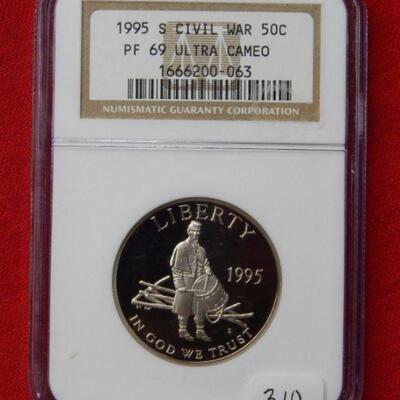 1995 S CIVIL WAR 50C
PF 69 ULTRA CAMEO
1666200-063
NUMISMATIC GUARANTY CORPORATION
LIBERTY
1995
S
IN GOD WE TRUST
310